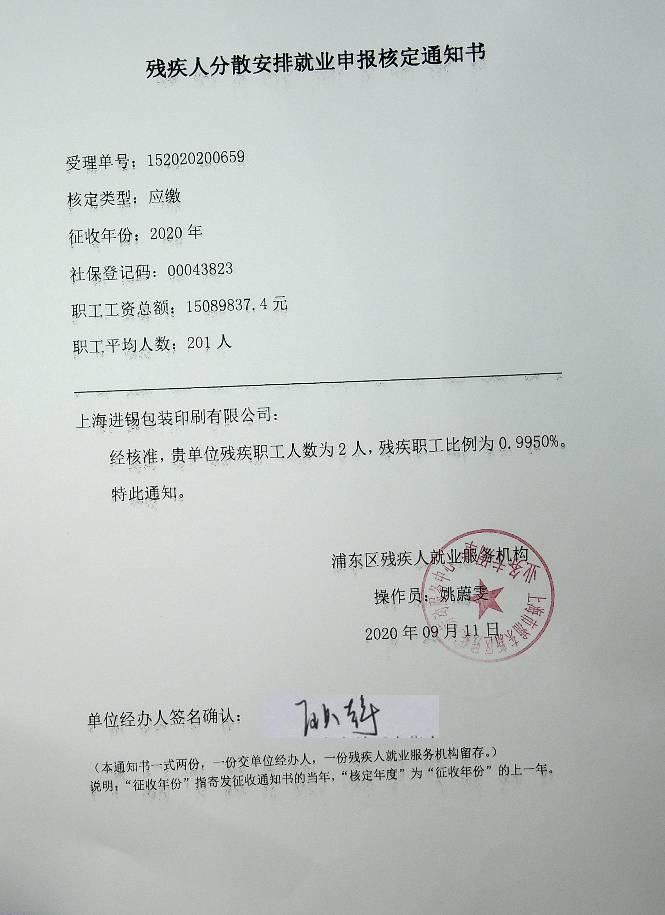 残疾人分散安排就业申报核定通知书
受理单号：152020200659
核定类型：应缴
征收年份：2020 年
社保登记码：00043823
职工工资总额：15089837.4 元
职工平均人数：201 人
上海进锡包装印刷有限公司：
经核准，贵单位残疾职工人数为 2 人，残疾职工比例为 0.9950%。
特此通知。
浦东区残疾人就业服务机构
操作员：姚蔚雯
2020 年 09 月 11 日
单位经办人签名确认：
（本通知书一式两份，一份交单位经办人，一份残疾人就业服务机构留存。）
说明：“征收年份”指寄发征收通知书的当年，“核定年度”为“征收年份”的上一年。